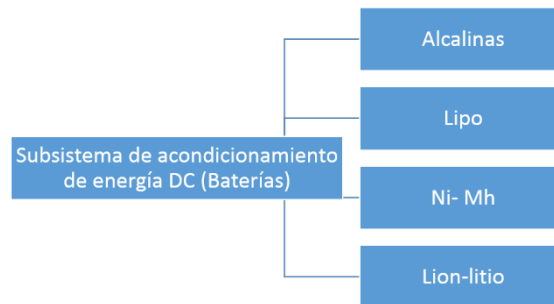 Alcalinas
Lipo
Subsistema de acondicionamiento
de energía DC (Baterías)
Ni- Mh
Lion-litio